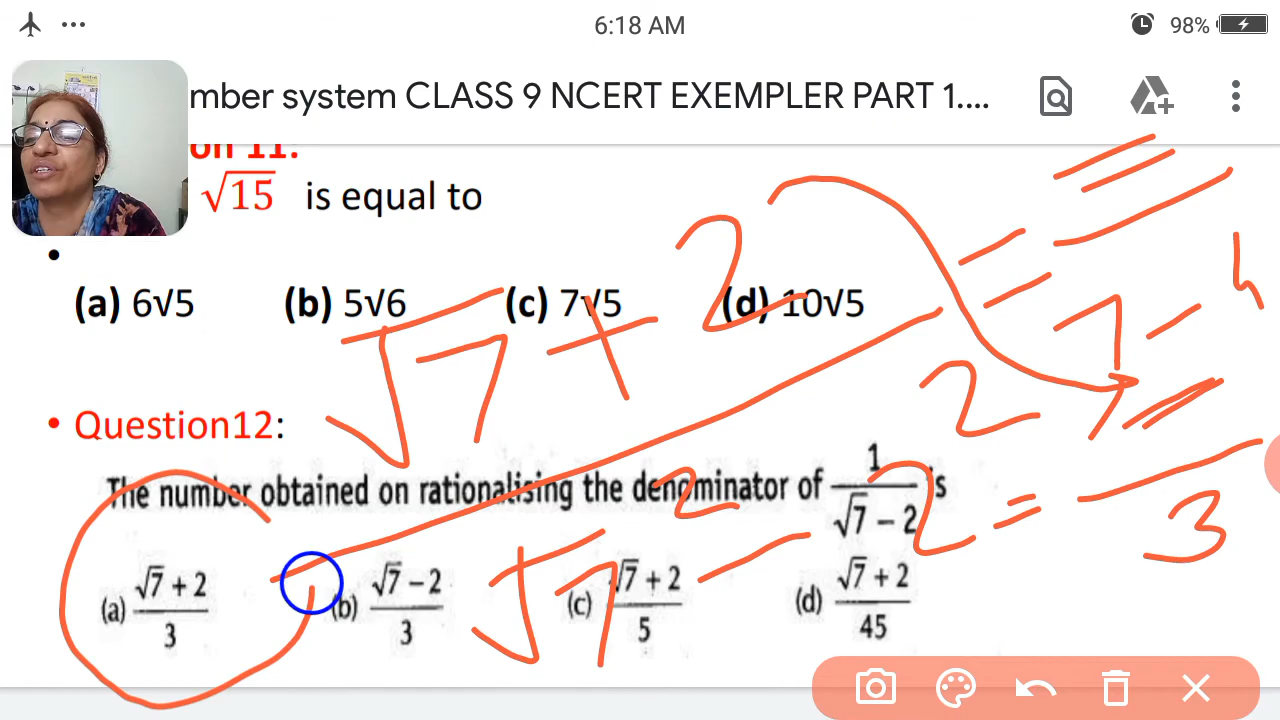 6:18 AM
98%
mber system CLASS 9 NCERT EXEMPLER PART 1....
on 11:
√15 is equal to
(a) 6√5 (b) 5√6 (c) 7√5 (d) 10√5
√7 + 2
7 - 4
• Question12:
The number obtained on rationalising the denominator of 1/(√7 − 2) is
√7² − 2²
= 3
(a) (√7 + 2)/3 (b) (√7 − 2)/3 (c) (√7 + 2)/5 (d) (√7 + 2)/45